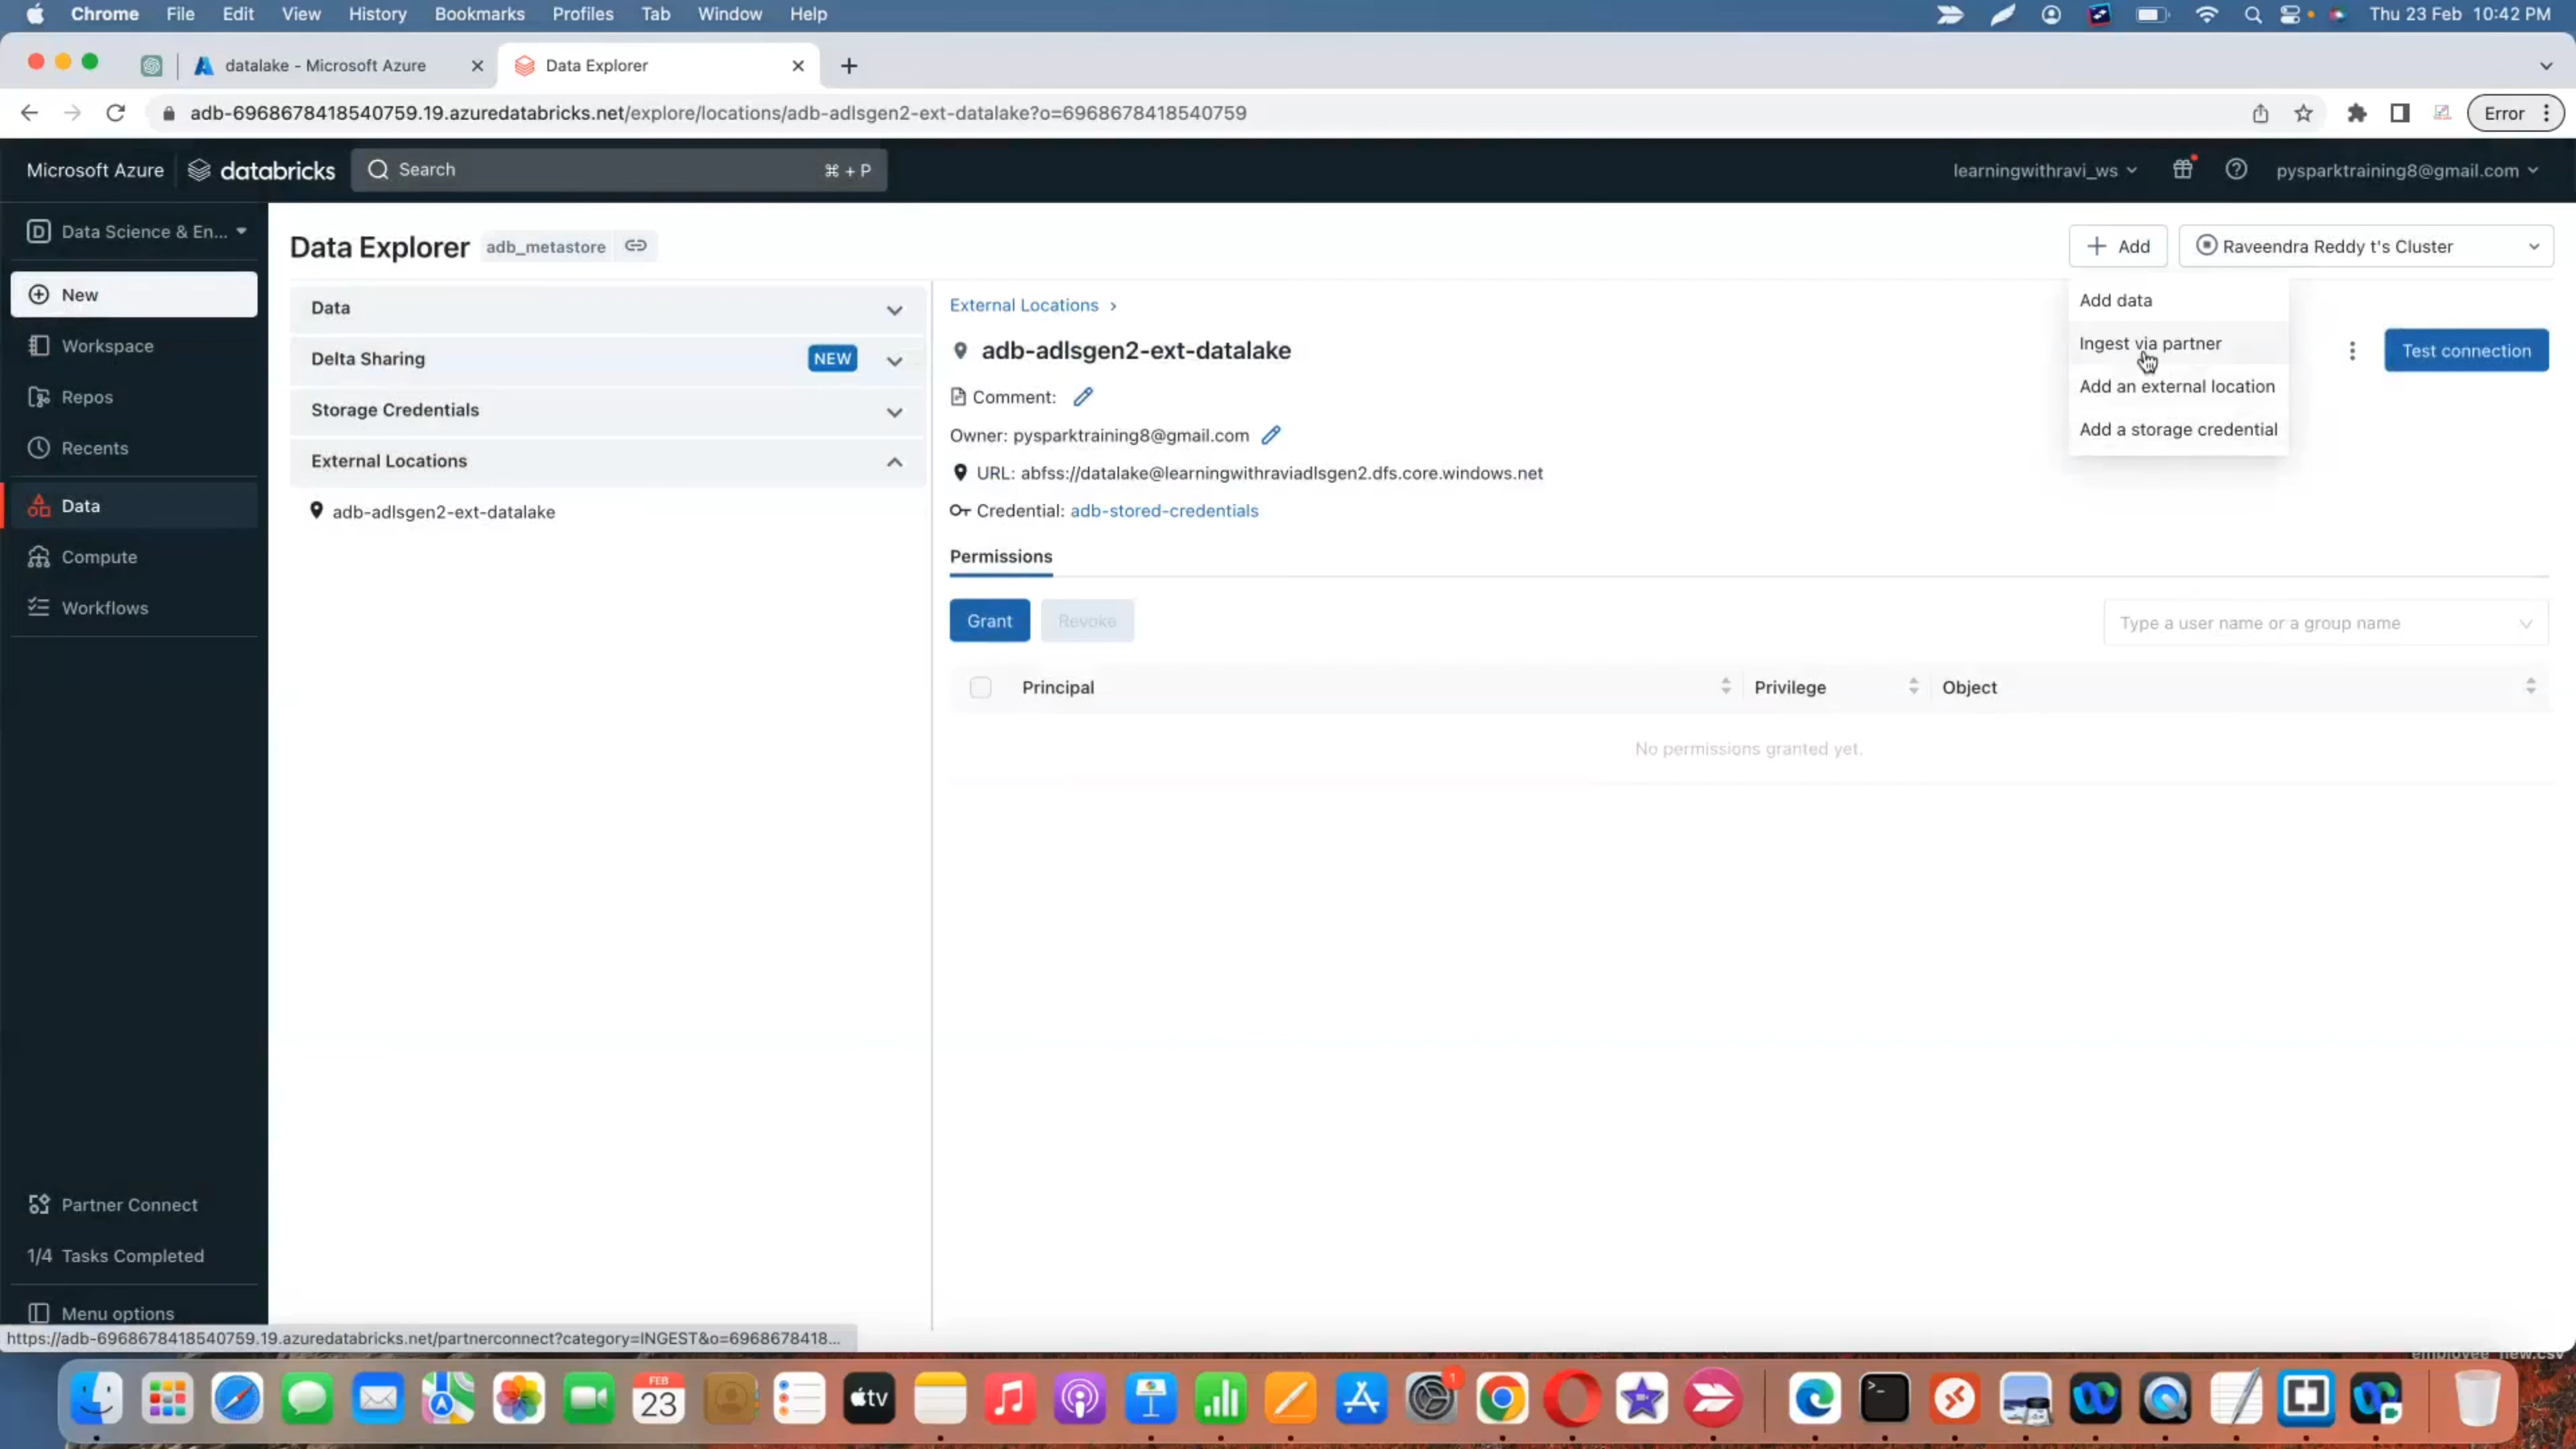 Chrome File Edit View History Bookmarks Profiles Tab Window Help Thu 23 Feb 10:42 PM
datalake - Microsoft Azure Data Explorer
adb-6968678418540759.19.azuredatabricks.net/explore/locations/adb-adlsgen2-ext-datalake?o=6968678418540759 Error
Microsoft Azure databricks Search ⌘ + P learningwithravi_ws pysparktraining8@gmail.com
Data Science & En...
New
Workspace
Repos
Recents
Data
Compute
Workflows
Partner Connect
1/4 Tasks Completed
Menu options
Data Explorer adb_metastore
+ Add Raveendra Reddy t's Cluster
Data
Delta Sharing NEW
Storage Credentials
External Locations
adb-adlsgen2-ext-datalake
External Locations ›
adb-adlsgen2-ext-datalake
Comment:
Owner: pysparktraining8@gmail.com
URL: abfss://datalake@learningwithraviadlsgen2.dfs.core.windows.net
Credential: adb-stored-credentials
Add data
Ingest via partner
Add an external location
Add a storage credential
Test connection
Permissions
Grant Revoke Type a user name or a group name
Principal Privilege Object
No permissions granted yet.
https://adb-6968678418540759.19.azuredatabricks.net/partnerconnect?category=INGEST&o=6968678418...
employee_new.csv
FEB
23
tv
1